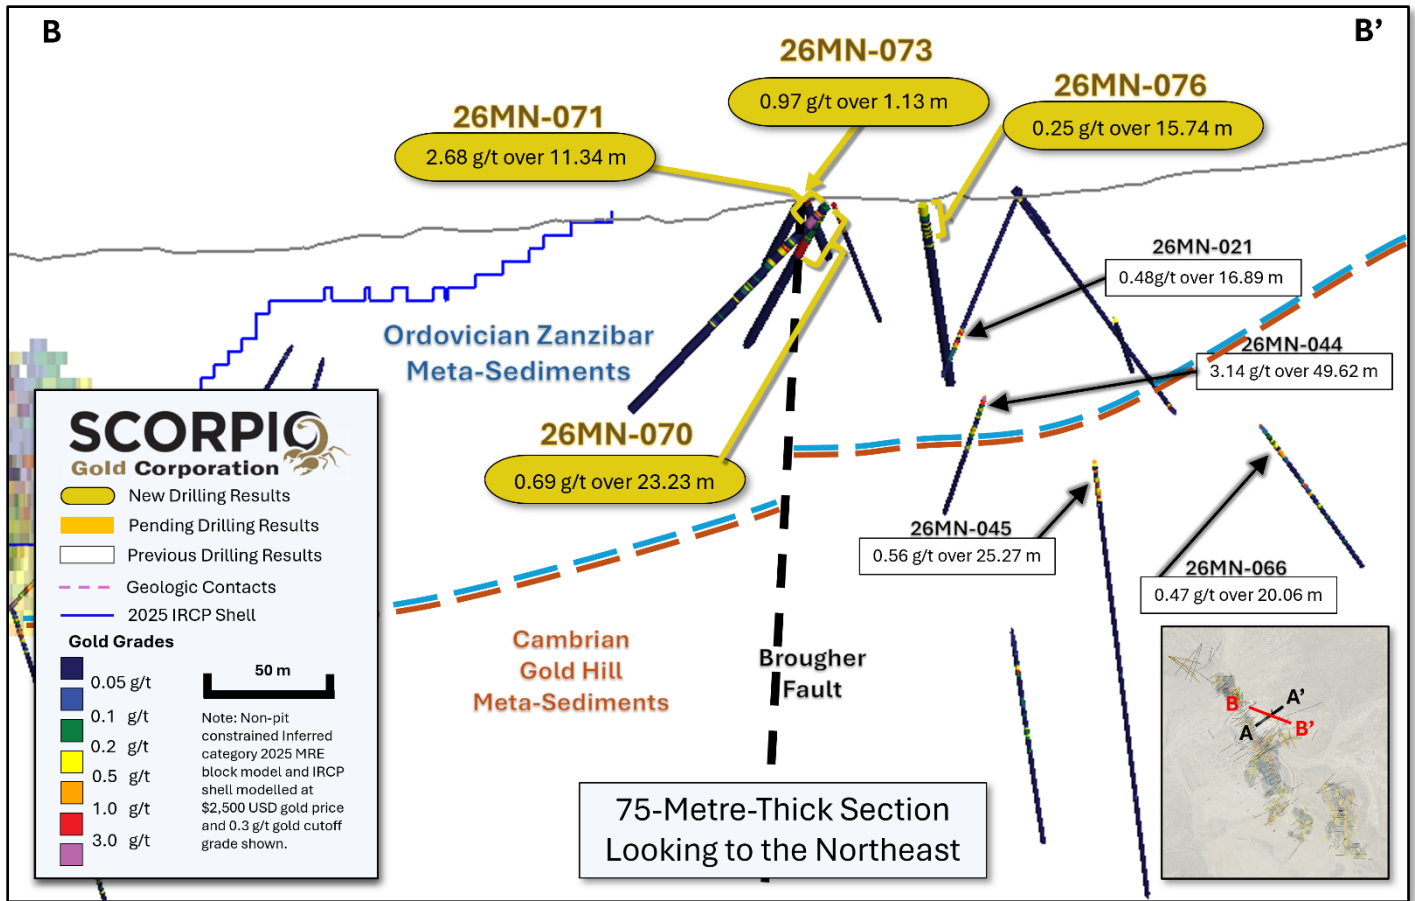 B
B’
26MN-073
0.97 g/t over 1.13 m
26MN-076
0.25 g/t over 15.74 m
26MN-071
2.68 g/t over 11.34 m
26MN-021
0.48g/t over 16.89 m
Ordovician Zanzibar
Meta-Sediments
26MN-044
3.14 g/t over 49.62 m
26MN-070
0.69 g/t over 23.23 m
26MN-045
0.56 g/t over 25.27 m
26MN-066
0.47 g/t over 20.06 m
Cambrian
Gold Hill
Meta-Sediments
Brougher
Fault
SCORPIO
Gold Corporation
New Drilling Results
Pending Drilling Results
Previous Drilling Results
Geologic Contacts
2025 IRCP Shell
Gold Grades
0.05 g/t
0.1 g/t
0.2 g/t
0.5 g/t
1.0 g/t
3.0 g/t
50 m
Note: Non-pit
constrained Inferred
category 2025 MRE
block model and IRCP
shell modelled at
$2,500 USD gold price
and 0.3 g/t gold cutoff
grade shown.
75-Metre-Thick Section
Looking to the Northeast
A’
B
B’
A